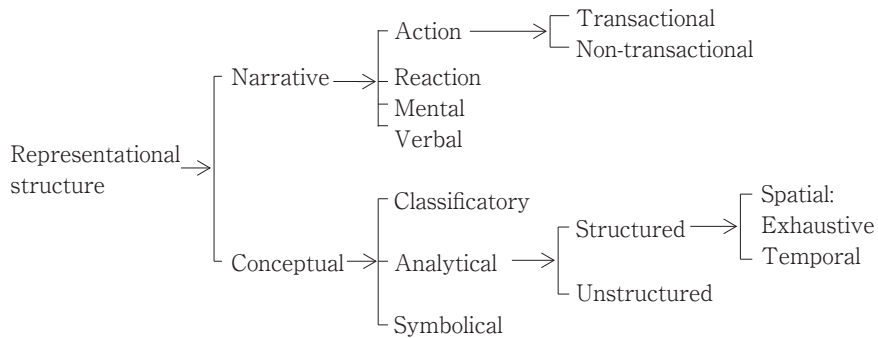 Transactional
Action
Non-transactional
Narrative
Reaction
Mental
Verbal
Representational
structure
Classificatory
Spatial:
Structured
Exhaustive
Conceptual
Analytical
Temporal
Unstructured
Symbolical